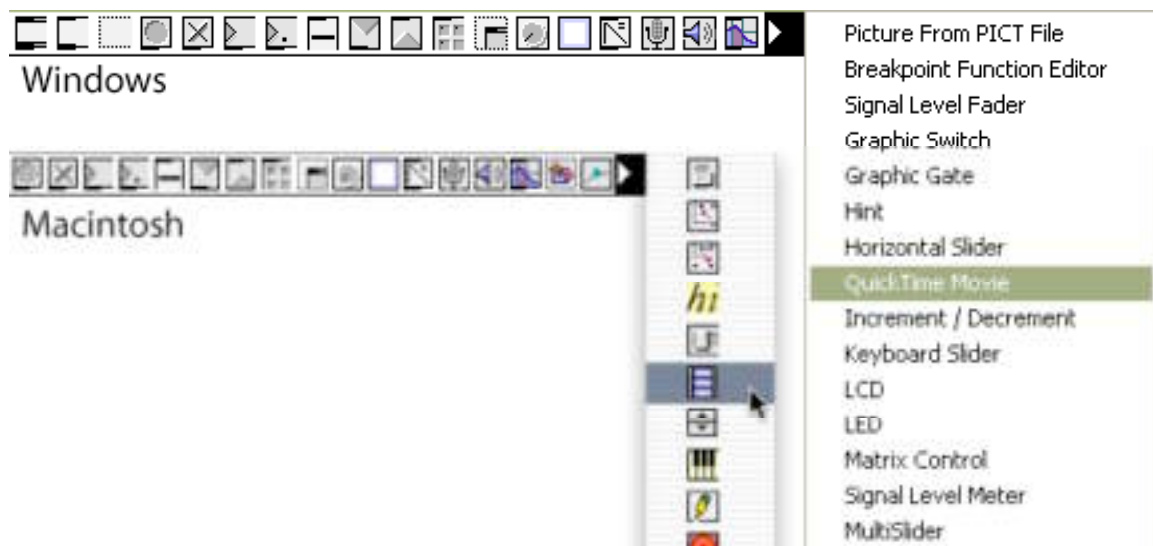 Windows
Macintosh
hi
Picture From PICT File
Breakpoint Function Editor
Signal Level Fader
Graphic Switch
Graphic Gate
Hint
Horizontal Slider
QuickTime Movie
Increment / Decrement
Keyboard Slider
LCD
LED
Matrix Control
Signal Level Meter
MultiSlider